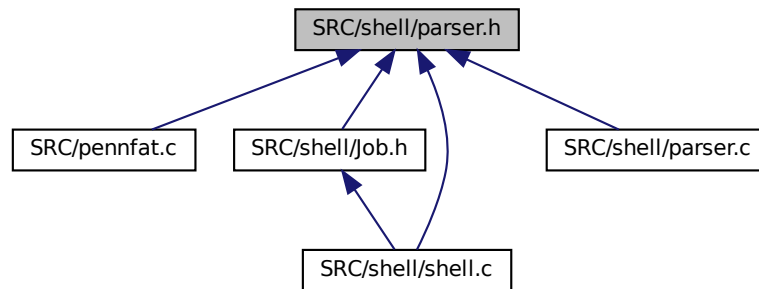 SRC/shell/parser.h
SRC/pennfat.c
SRC/shell/Job.h
SRC/shell/parser.c
SRC/shell/shell.c